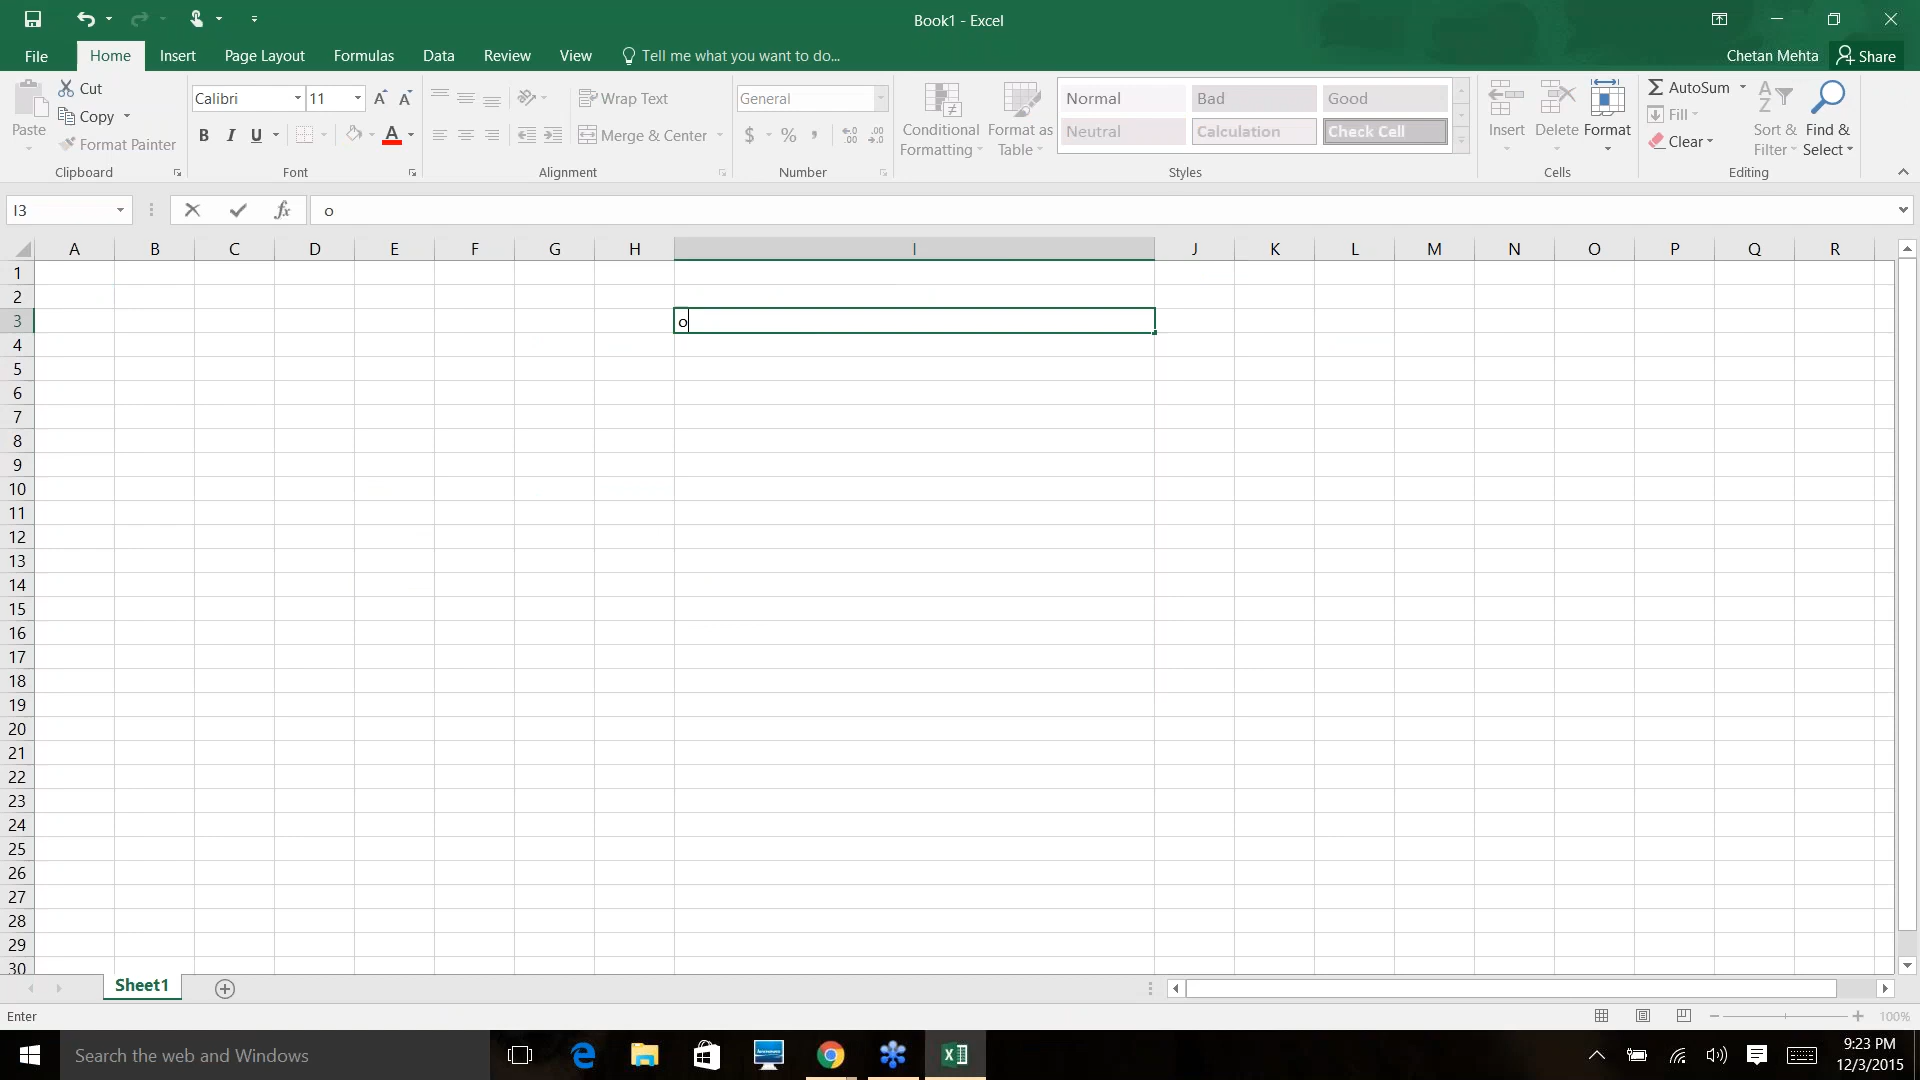 Book1 - Excel
File Home Insert Page Layout Formulas Data Review View Tell me what you want to do... Chetan Mehta Share
Paste Cut Copy Format Painter
Clipboard
Calibri 11 A A
B I U A
Font
Wrap Text
Merge & Center
Alignment
General
$ % , .0 .00 .00 .0
Number
Conditional Formatting
Format as Table
Normal Bad Good
Neutral Calculation Check Cell
Styles
Insert Delete Format
Cells
AutoSum
Fill
Clear
Sort & Filter
Find & Select
Editing
I3 fx o
A B C D E F G H I J K L M N O P Q R
1
2
3 o
4
5
6
7
8
9
10
11
12
13
14
15
16
17
18
19
20
21
22
23
24
25
26
27
28
29
30
Sheet1
Enter 100%
Search the web and Windows
9:23 PM
12/3/2015